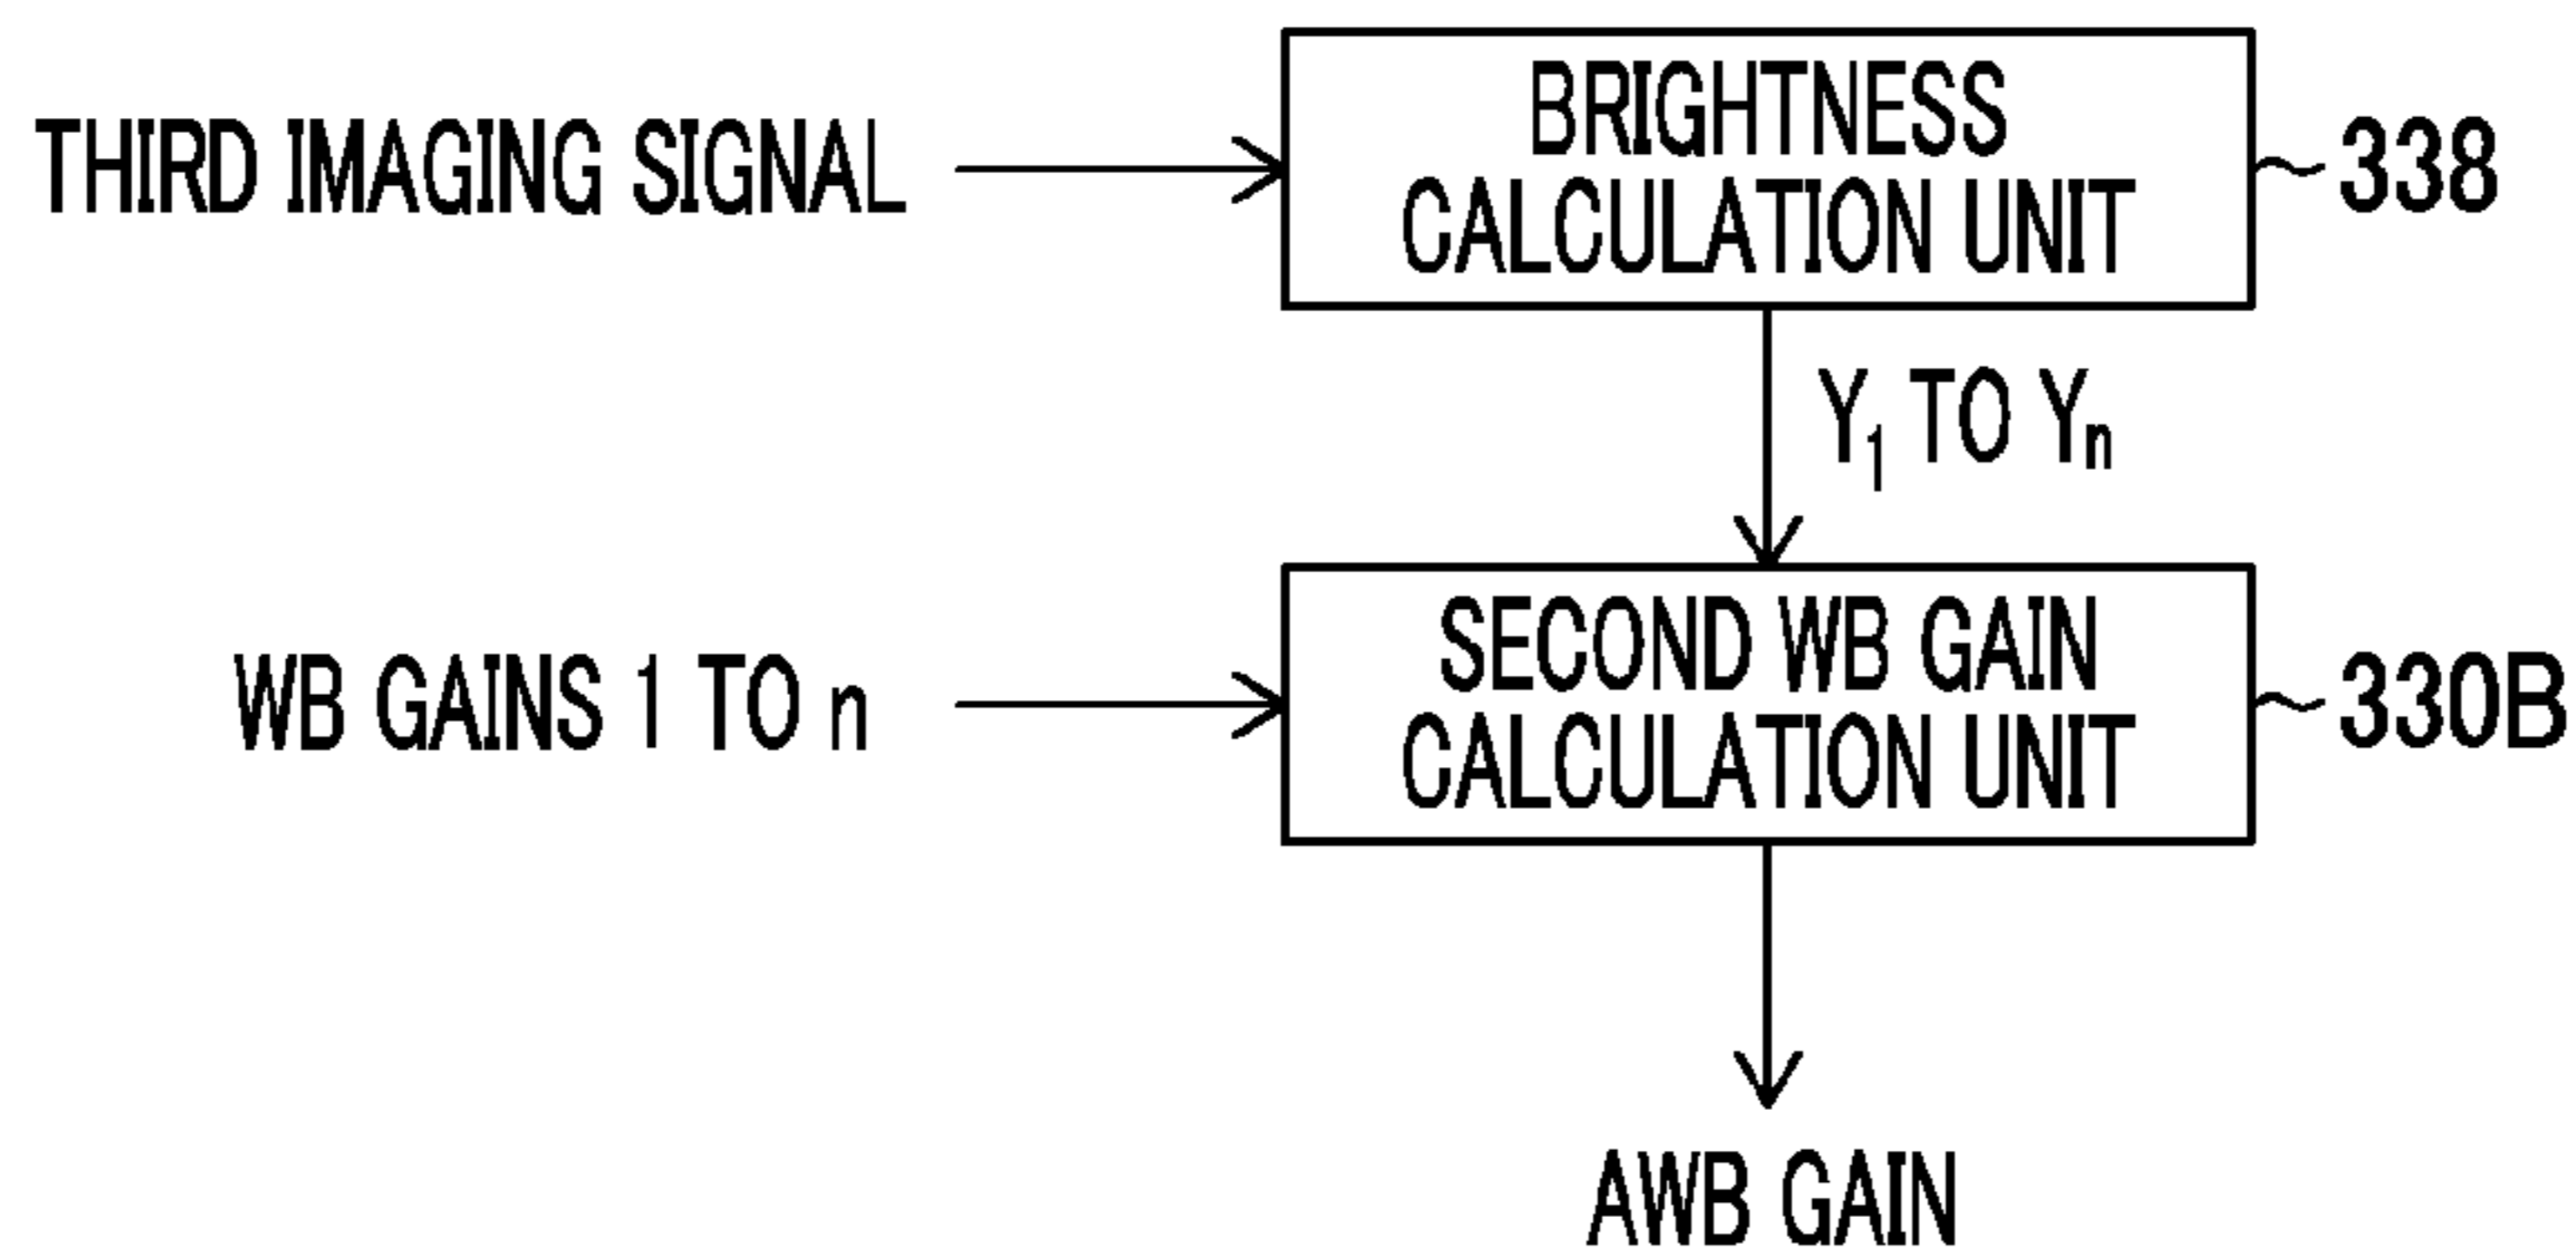 THIRD IMAGING SIGNAL
BRIGHTNESS
CALCULATION UNIT
338
Y1 TO Yn
WB GAINS 1 TO n
SECOND WB GAIN
CALCULATION UNIT
330B
AWB GAIN